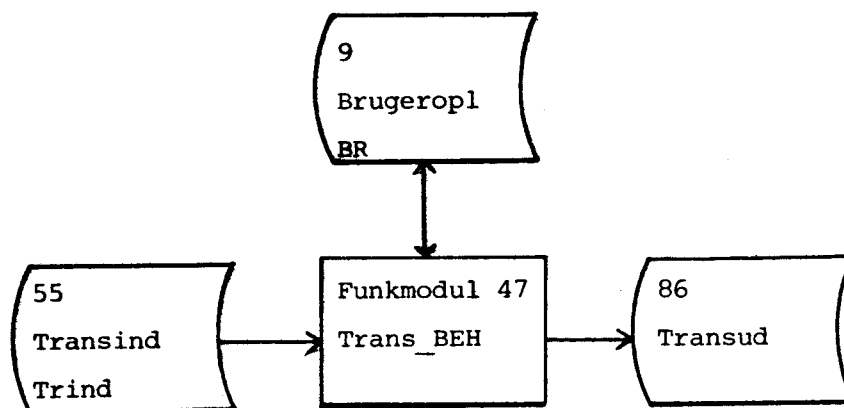 9
Brugeropl
BR
55
Transind
Trind
Funkmodul 47
Trans_BEH
86
Transud